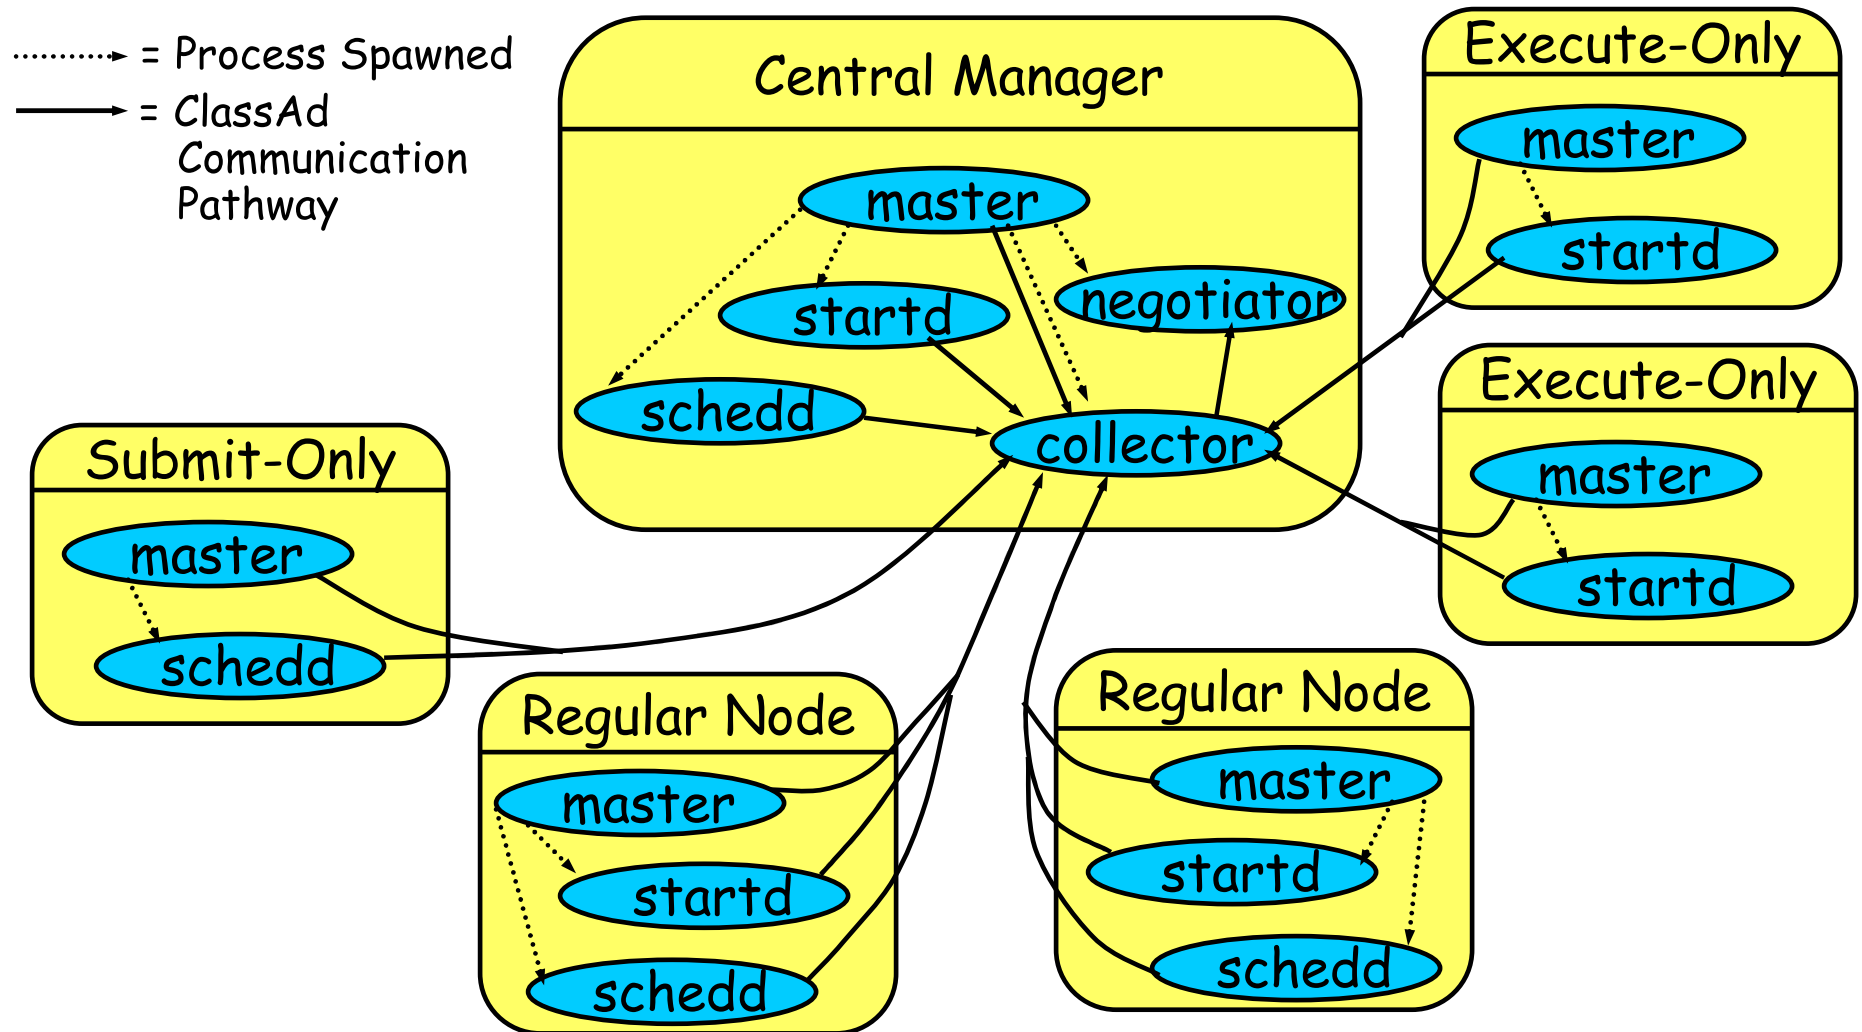 = Process Spawned
= ClassAd
Communication
Pathway
Central Manager
master
startd
negotiator
schedd
collector
Execute-Only
master
startd
Execute-Only
master
startd
Submit-Only
master
schedd
Regular Node
master
startd
schedd
Regular Node
master
startd
schedd